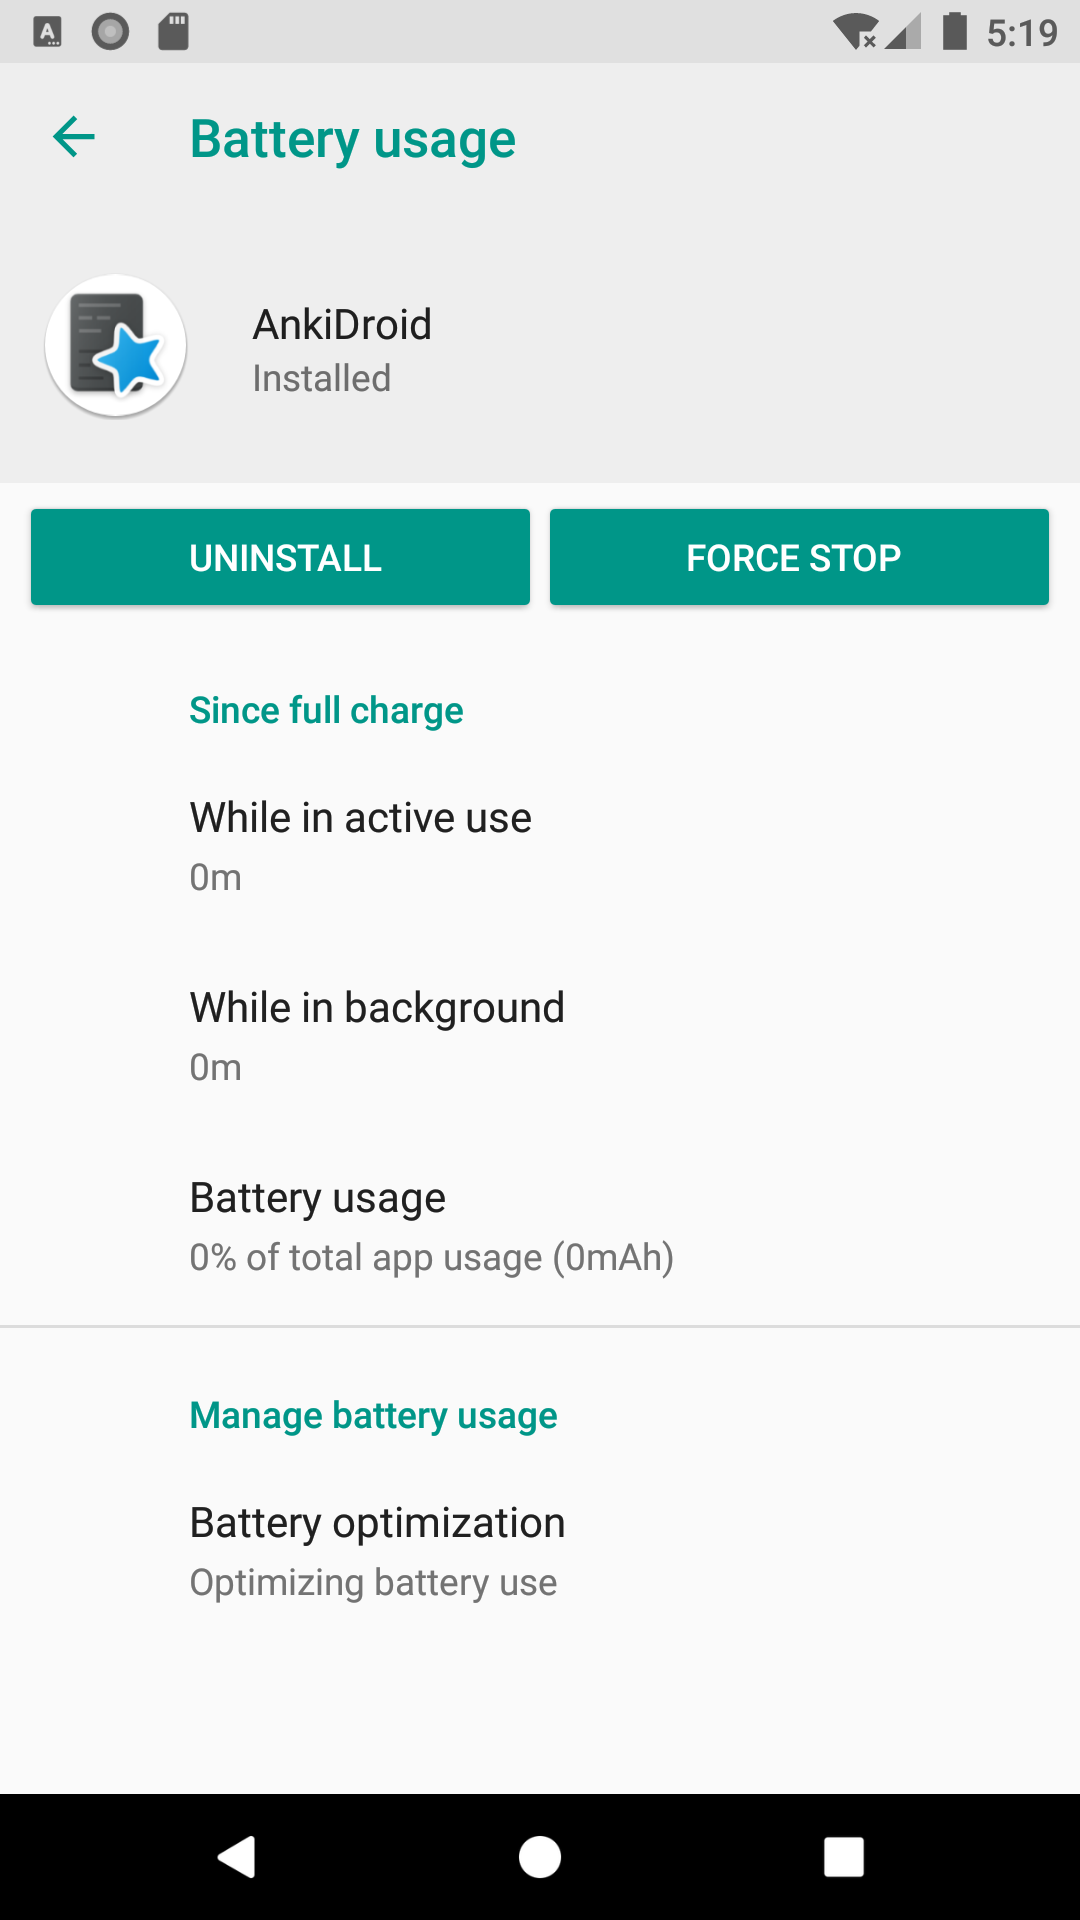 5:19
Battery usage
AnkiDroid
Installed
UNINSTALL
FORCE STOP
Since full charge
While in active use
0m
While in background
0m
Battery usage
0% of total app usage (0mAh)
Manage battery usage
Battery optimization
Optimizing battery use